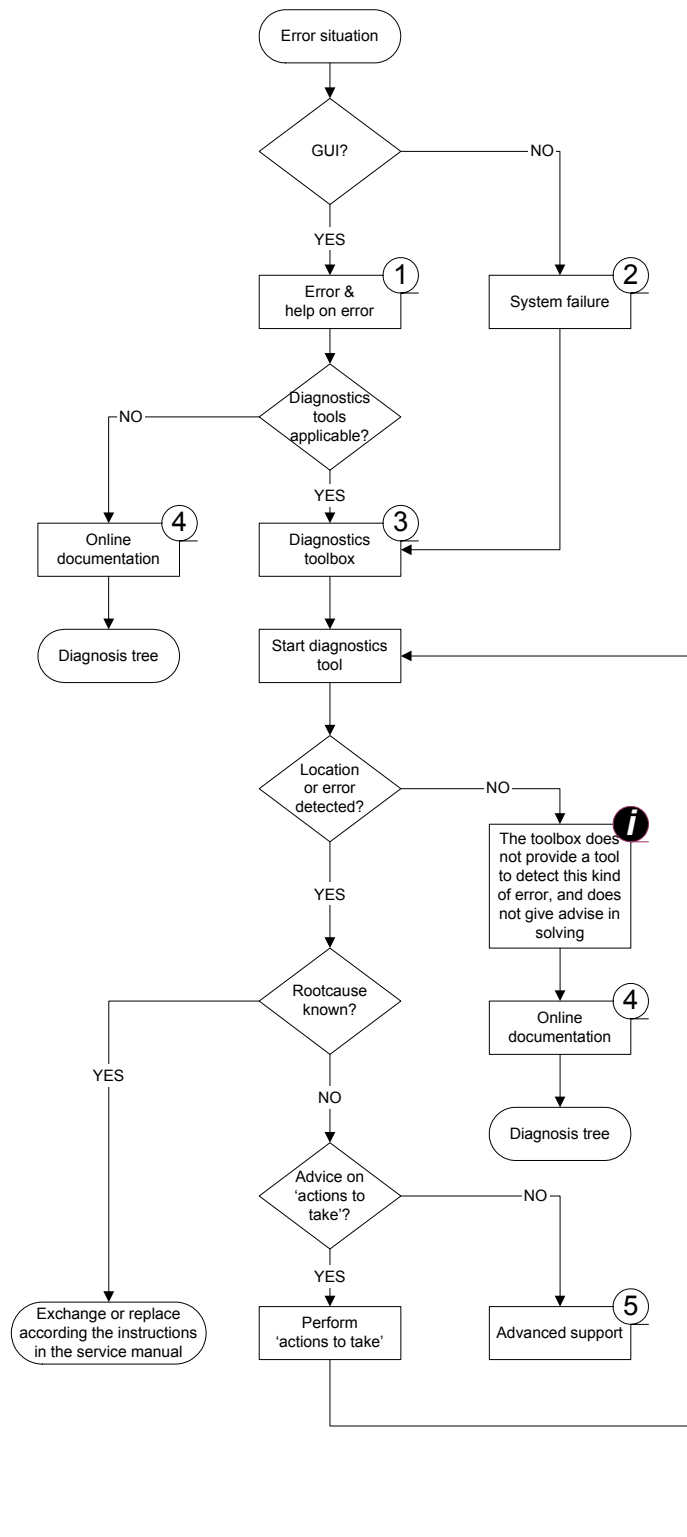 Error situation
GUI?
NO
YES
1
2
Error &
help on error
System failure
Diagnostics
tools
applicable?
NO
YES
4
3
Online
documentation
Diagnostics
toolbox
Diagnosis tree
Start diagnostics
tool
Location
or error
detected?
NO
i
The toolbox does
not provide a tool
to detect this kind
of error, and does
not give advise in
solving
YES
Rootcause
known?
4
Online
documentation
YES
NO
Diagnosis tree
Advice on
‘actions to
take’?
NO
YES
5
Exchange or replace
according the instructions
in the service manual
Perform
‘actions to take’
Advanced support